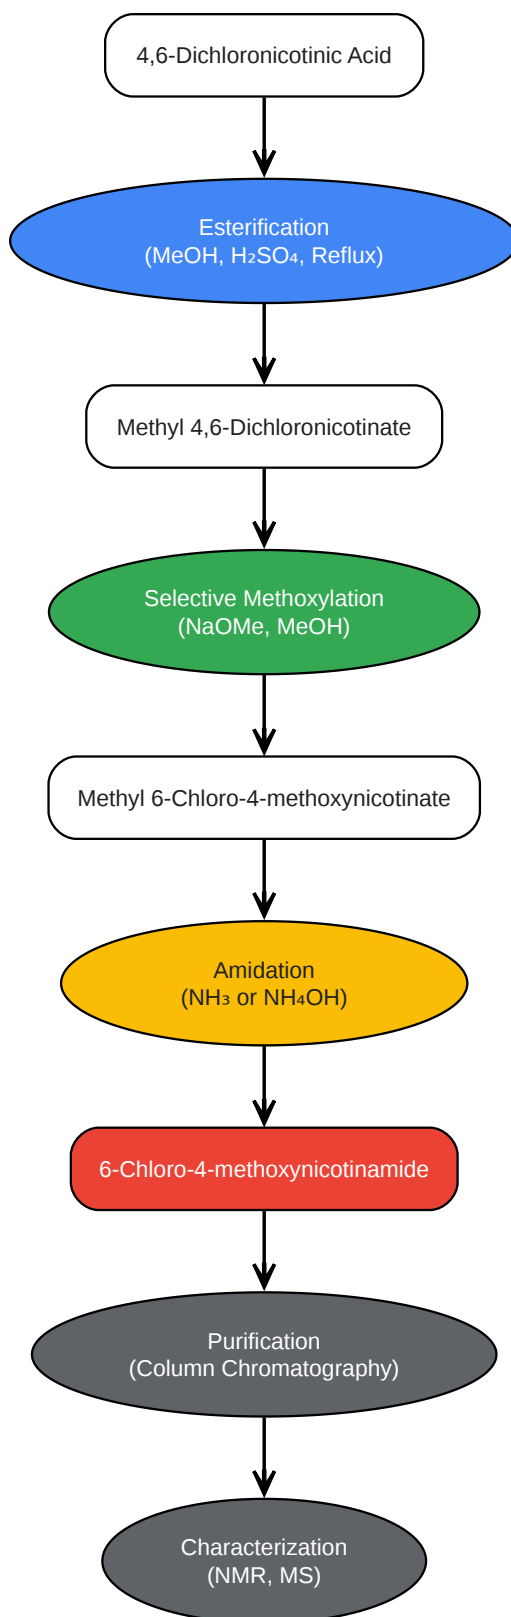 4,6-Dichloronicotinic Acid
Esterification
(MeOH, H₂SO₄, Reflux)
Methyl 4,6-Dichloronicotinate
Selective Methoxylation
(NaOMe, MeOH)
Methyl 6-Chloro-4-methoxynicotinate
Amidation
(NH₃ or NH₄OH)
6-Chloro-4-methoxynicotinamide
Purification
(Column Chromatography)
Characterization
(NMR, MS)